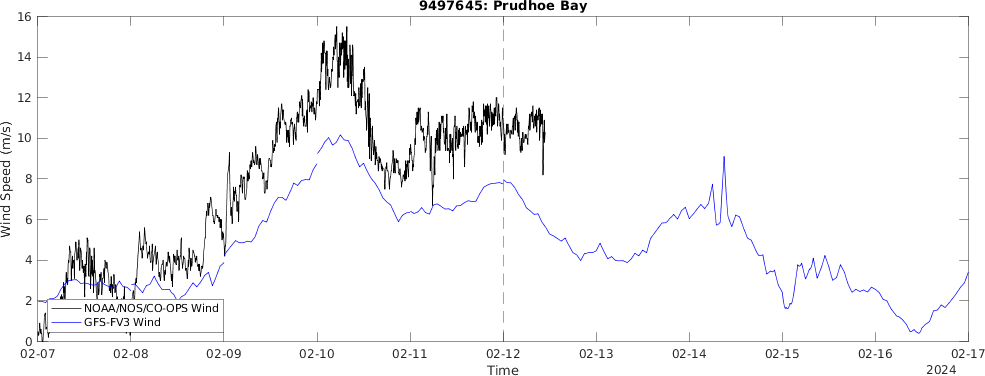 9497645: Prudhoe Bay
Wind Speed (m/s)
16
14
12
10
8
6
4
2
0
NOAA/NOS/CO-OPS Wind
GFS-FV3 Wind
02-07 02-08 02-09 02-10 02-11 02-12 02-13 02-14 02-15 02-16 02-17
Time
2024